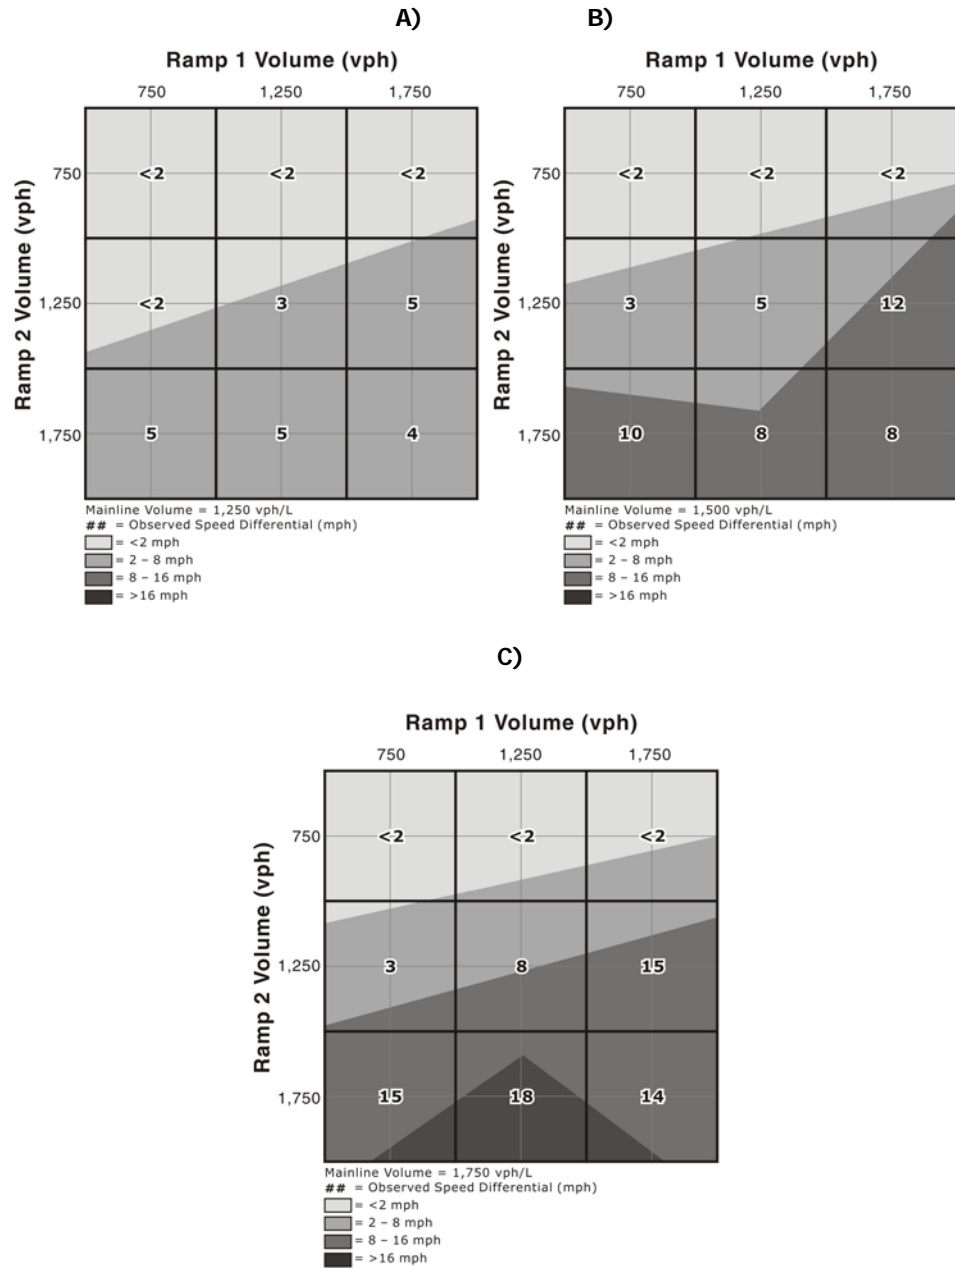 A)
Ramp 1 Volume (vph)
750 1,250 1,750
Ramp 2 Volume (vph)
750 <2 <2 <2
1,250 <2 3 5
1,750 5 5 4
Mainline Volume = 1,250 vph/L
## = Observed Speed Differential (mph)
= <2 mph
= 2 – 8 mph
= 8 – 16 mph
= >16 mph
B)
Ramp 1 Volume (vph)
750 1,250 1,750
Ramp 2 Volume (vph)
750 <2 <2 <2
1,250 3 5 12
1,750 10 8 8
Mainline Volume = 1,500 vph/L
## = Observed Speed Differential (mph)
= <2 mph
= 2 – 8 mph
= 8 – 16 mph
= >16 mph
C)
Ramp 1 Volume (vph)
750 1,250 1,750
Ramp 2 Volume (vph)
750 <2 <2 <2
1,250 3 8 15
1,750 15 18 14
Mainline Volume = 1,750 vph/L
## = Observed Speed Differential (mph)
= <2 mph
= 2 – 8 mph
= 8 – 16 mph
= >16 mph